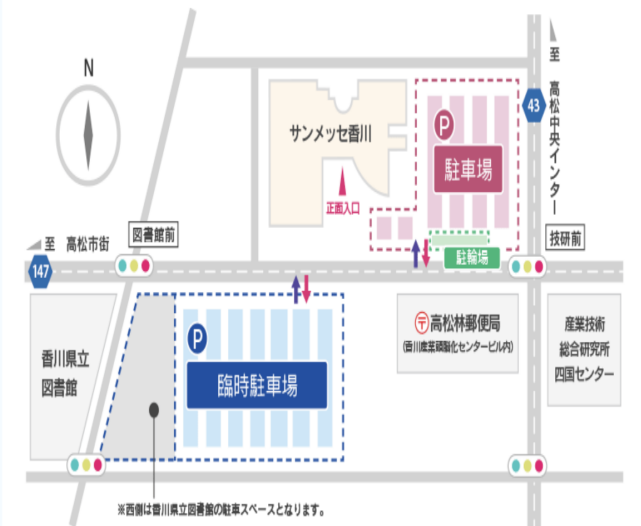 N
至
高松中央インター
43
サンメッセ香川
P
駐車場
正面入口
至 高松市街
図書館前
技研前
駐輪場
147
香川県立
図書館
P
臨時駐車場
〒高松林郵便局
(香川産業頭脳化センタービル内)
産業技術
総合研究所
四国センター
※西側は香川県立図書館の駐車スペースとなります。